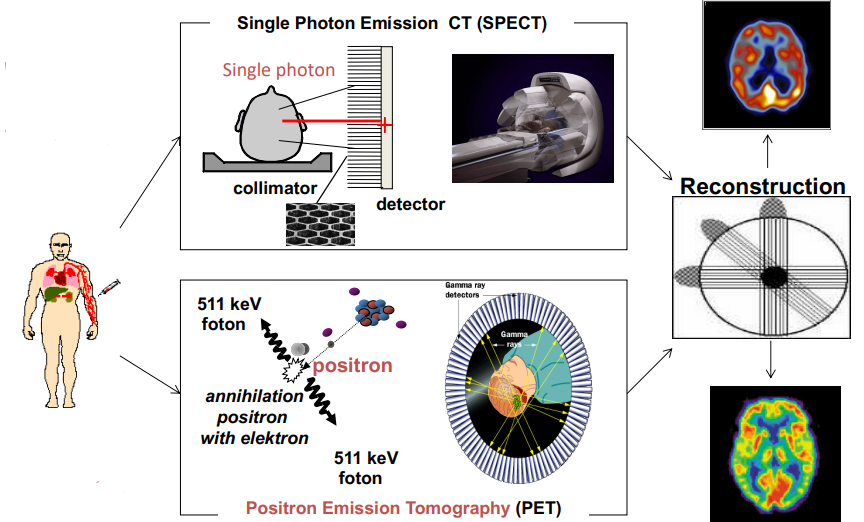 Single Photon Emission CT (SPECT)
Single photon
collimator
detector
Reconstruction
511 keV
foton
positron
annihilation
positron
with elektron
511 keV
foton
Gamma ray
detectors
Gamma
rays
Positron Emission Tomography (PET)